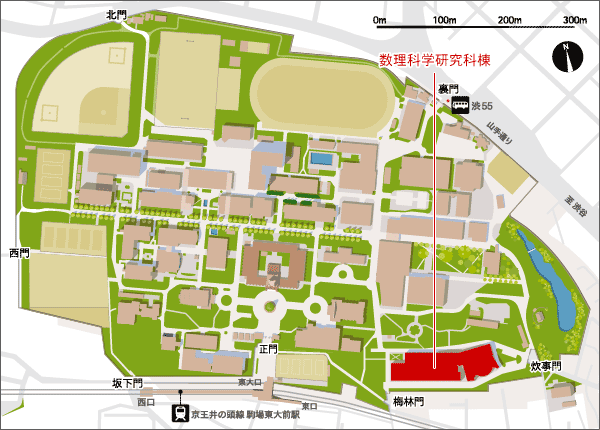 北門
0m 100m 200m 300m
N
数理科学研究科棟
裏門
渋55
山手通り
至 渋谷
西門
正門
炊事門
坂下門
東大口
梅林門
西口
東口
京王井の頭線 駒場東大前駅